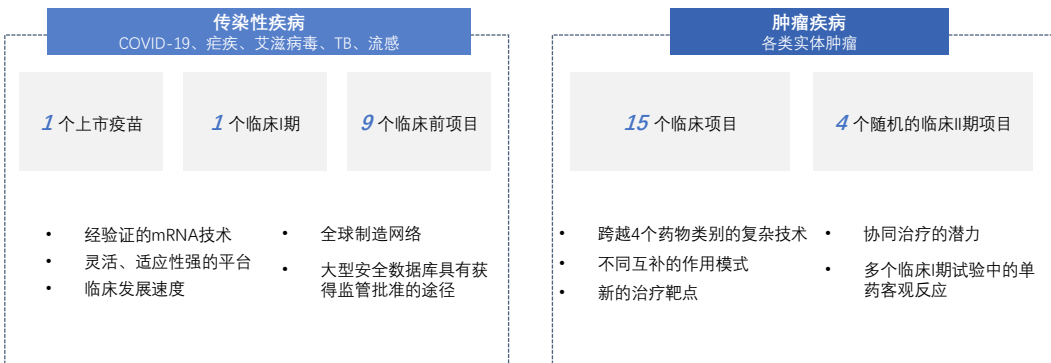 传染性疾病
COVID-19、疟疾、艾滋病毒、TB、流感
1 个上市疫苗
1 个临床I期
9 个临床前项目
• 经验证的mRNA技术
• 灵活、适应性强的平台
• 临床发展速度
• 全球制造网络
• 大型安全数据库具有获
得监管批准的途径
肿瘤疾病
各类实体肿瘤
15 个临床项目
4 个随机的临床II期项目
• 跨越4个药物类别的复杂技术
• 不同互补的作用模式
• 新的治疗靶点
• 协同治疗的潜力
• 多个临床I期试验中的单
药客观反应